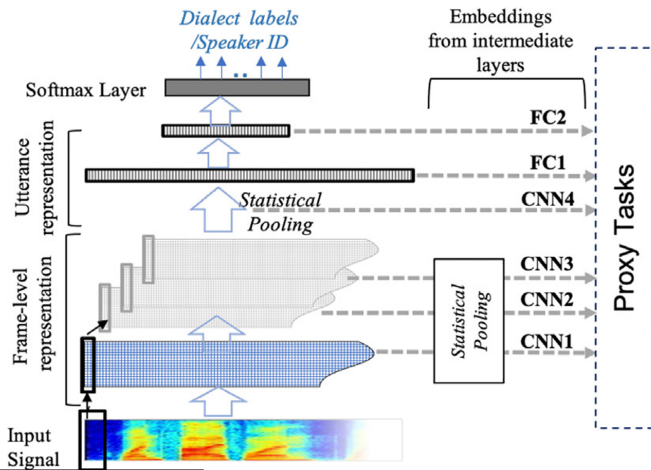 Dialect labels
/Speaker ID
Embeddings
from intermediate
layers
Softmax Layer
FC2
FC1
Utterance
representation
Statistical
Pooling
CNN4
Frame-level
representation
CNN3
CNN2
CNN1
Statistical
Pooling
Proxy Tasks
Input
Signal